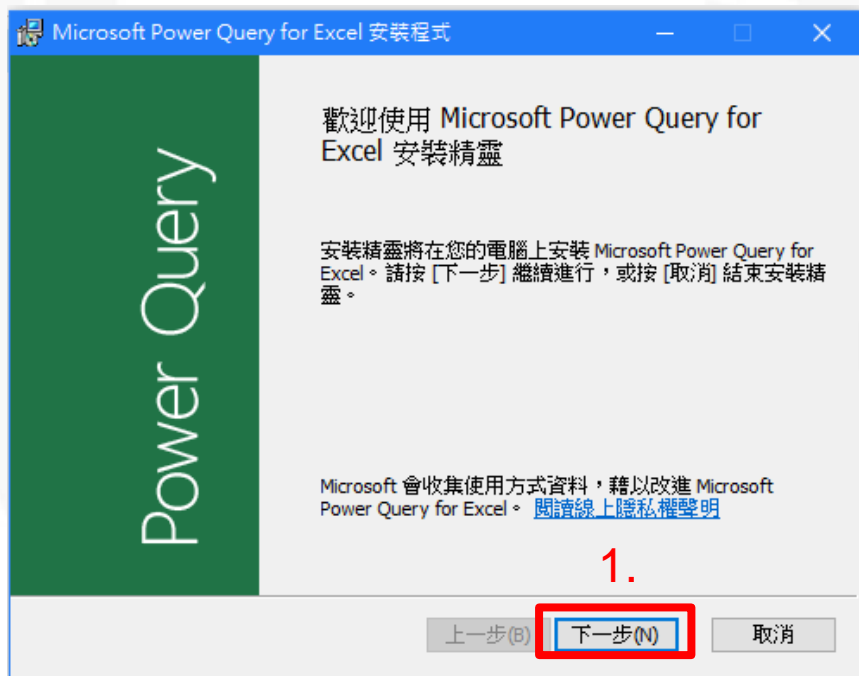 Microsoft Power Query for Excel 安裝程式
Power Query
歡迎使用 Microsoft Power Query for
Excel 安裝精靈
安裝精靈將在您的電腦上安裝 Microsoft Power Query for
Excel。請按 [下一步] 繼續進行，或按 [取消] 結束安裝精
靈。
Microsoft 會收集使用方式資料，藉以改進 Microsoft
Power Query for Excel。 閱讀線上隱私權聲明
1.
上一步(B) 下一步(N) 取消